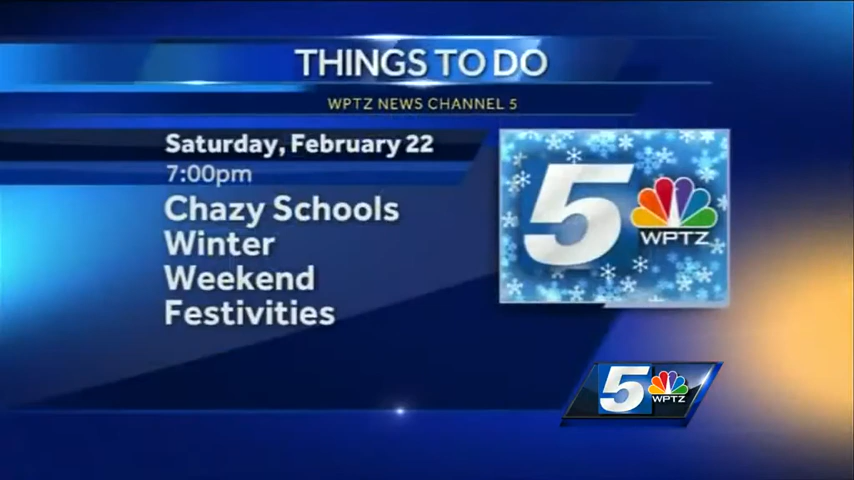 THINGS TO DO
WPTZ NEWS CHANNEL 5
Saturday, February 22
7:00pm
Chazy Schools
Winter
Weekend
Festivities
5
WPTZ
5
WPTZ